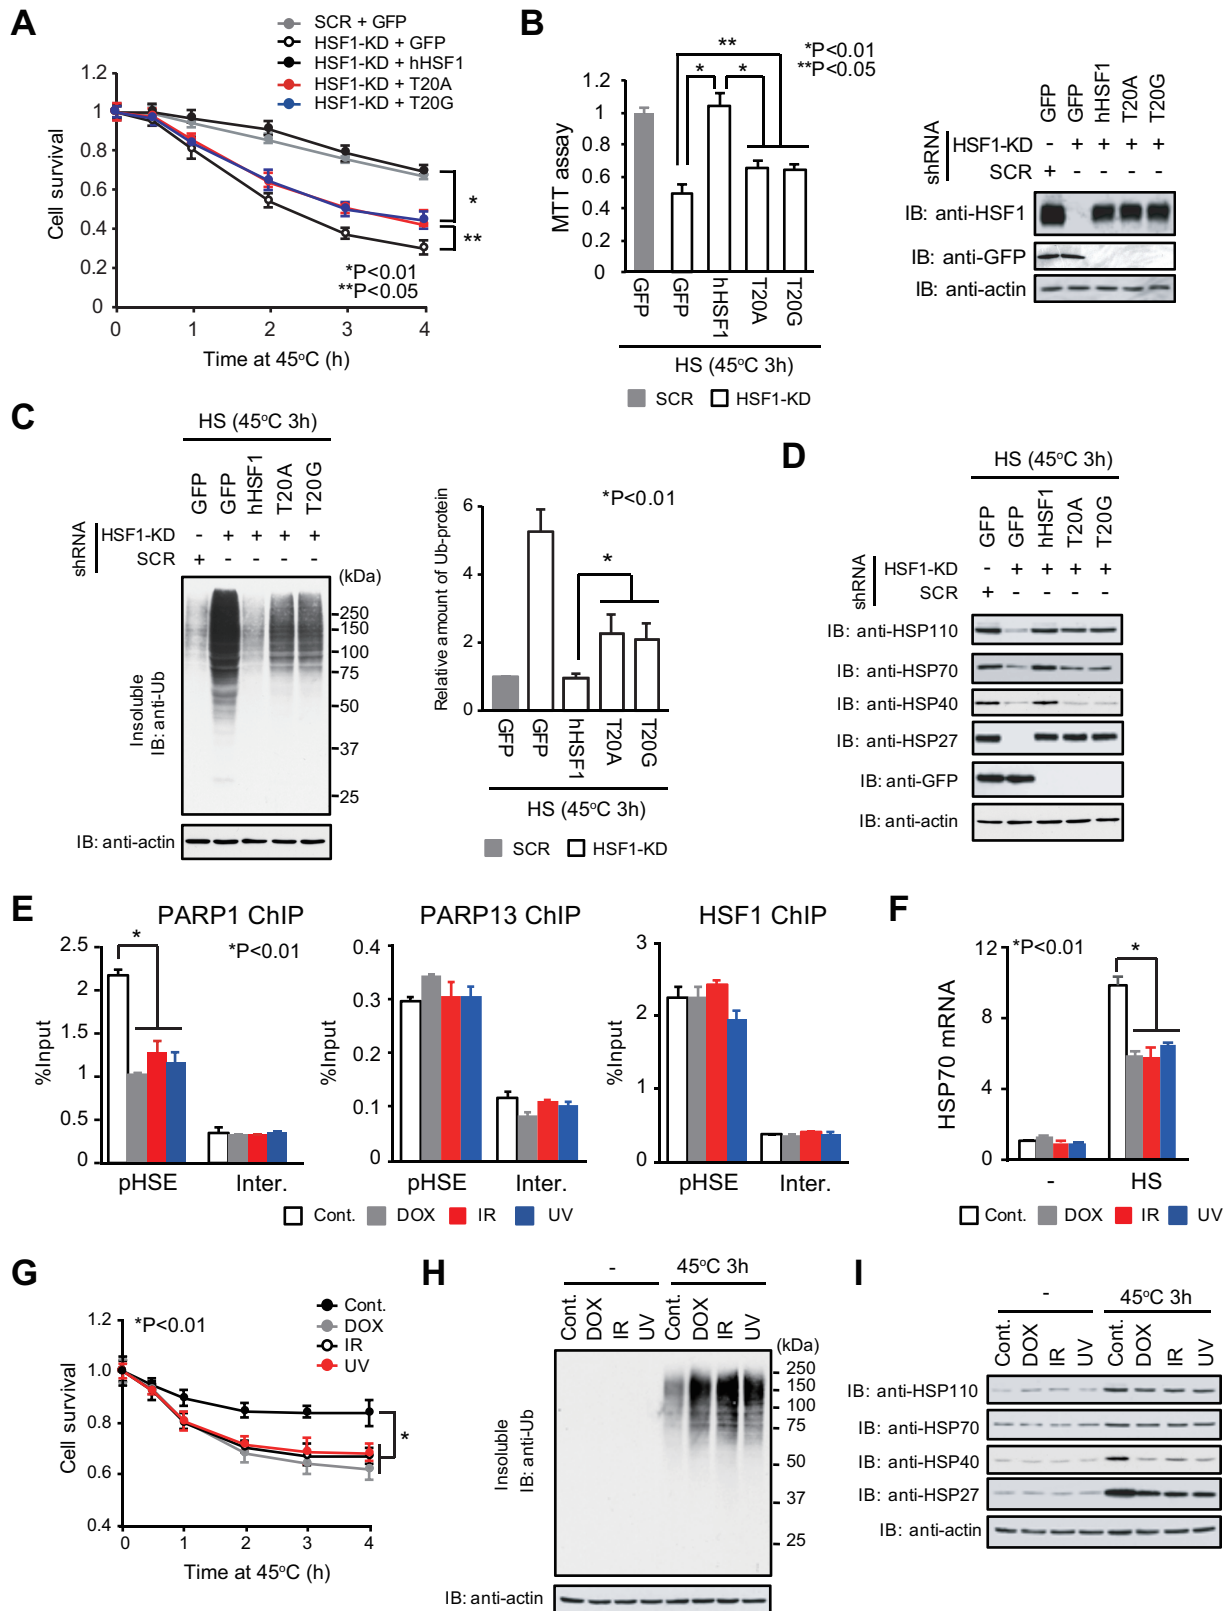 A
SCR + GFP
HSF1-KD + GFP
HSF1-KD + hHSF1
HSF1-KD + T20A
HSF1-KD + T20G
1.2
1
0.8
0.6
0.4
0.2
0
Cell survival
*
**
*P<0.01
**P<0.05
0 1 2 3 4
Time at 45°C (h)
B
*P<0.01
**P<0.05
**
* *
1.2
1
0.8
0.6
0.4
0.2
0
MTT assay
GFP GFP hHSF1 T20A T20G
HS (45°C 3h)
SCR HSF1-KD
GFP GFP hHSF1 T20A T20G
shRNA
HSF1-KD - + + + +
SCR + - - - -
IB: anti-HSF1
IB: anti-GFP
IB: anti-actin
C
HS (45°C 3h)
GFP GFP hHSF1 T20A T20G
shRNA
HSF1-KD - + + + +
SCR + - - - -
(kDa)
250
150
100
75
50
37
25
Insoluble
IB: anti-Ub
IB: anti-actin
*P<0.01
*
6
4
2
0
Relative amount of Ub-protein
GFP GFP hHSF1 T20A T20G
HS (45°C 3h)
SCR HSF1-KD
D
HS (45°C 3h)
GFP GFP hHSF1 T20A T20G
shRNA
HSF1-KD - + + + +
SCR + - - - -
IB: anti-HSP110
IB: anti-HSP70
IB: anti-HSP40
IB: anti-HSP27
IB: anti-GFP
IB: anti-actin
E
PARP1 ChIP
*P<0.01
*
2.5
2
1.5
1
0.5
0
%Input
pHSE Inter.
PARP13 ChIP
0.4
0.3
0.2
0.1
0
%Input
pHSE Inter.
HSF1 ChIP
3
2
1
0
%Input
pHSE Inter.
Cont. DOX IR UV
F
*P<0.01
*
12
9
6
4
0
HSP70 mRNA
- HS
Cont. DOX IR UV
G
*P<0.01
Cont.
DOX
IR
UV
1.2
1.0
0.8
0.6
0.4
Cell survival
*
0 1 2 3 4
Time at 45°C (h)
H
- 45°C 3h
Cont. DOX IR UV Cont. DOX IR UV
(kDa)
250
150
100
75
50
37
25
Insoluble
IB: anti-Ub
IB: anti-actin
I
- 45°C 3h
Cont. DOX IR UV Cont. DOX IR UV
IB: anti-HSP110
IB: anti-HSP70
IB: anti-HSP40
IB: anti-HSP27
IB: anti-actin